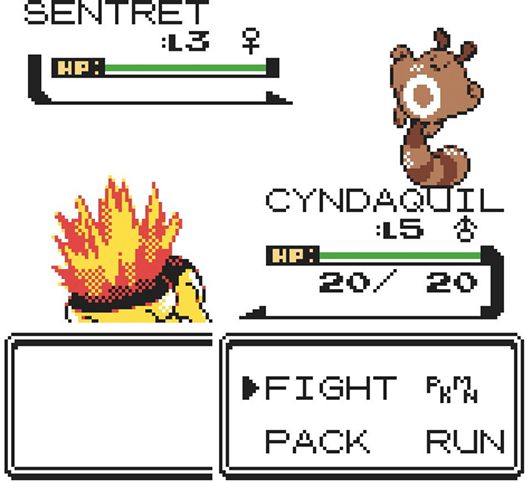 SENTRET
:L3 ♀
HP:
CYNDAQUIL
:L5 ♂
HP:
20/ 20
FIGHT PKMN
PACK RUN